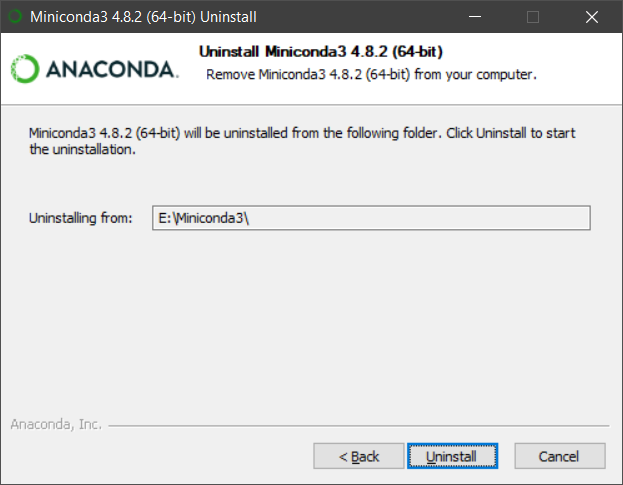 Miniconda3 4.8.2 (64-bit) Uninstall
ANACONDA.
Uninstall Miniconda3 4.8.2 (64-bit)
Remove Miniconda3 4.8.2 (64-bit) from your computer.
Miniconda3 4.8.2 (64-bit) will be uninstalled from the following folder. Click Uninstall to start
the uninstallation.
Uninstalling from: E:\Miniconda3\
Anaconda, Inc.
< Back Uninstall Cancel